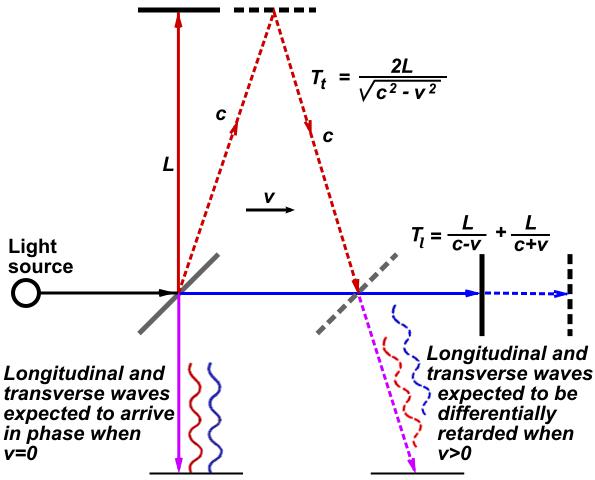 T_t = 2L / √(c² - v²)
c
c
L
v
T_l = L/(c-v) + L/(c+v)
Light
source
Longitudinal and
transverse waves
expected to arrive
in phase when
v=0
Longitudinal and
transverse waves
expected to be
differentially
retarded when
v>0